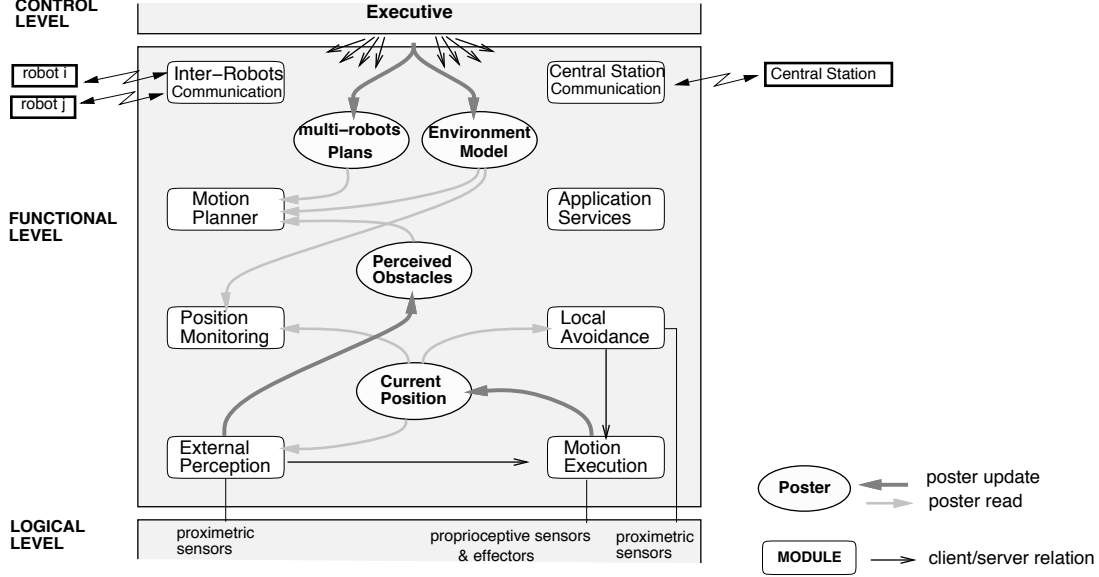 CONTROL
LEVEL
Executive
robot i
robot j
Inter−Robots
Communication
Central Station
Communication
Central Station
multi−robots
Plans
Environment
Model
Motion
Planner
Application
Services
FUNCTIONAL
LEVEL
Perceived
Obstacles
Position
Monitoring
Local
Avoidance
Current
Position
External
Perception
Motion
Execution
Poster
poster update
poster read
LOGICAL
LEVEL
proximetric
sensors
proprioceptive sensors
& effectors
proximetric
sensors
MODULE
client/server relation